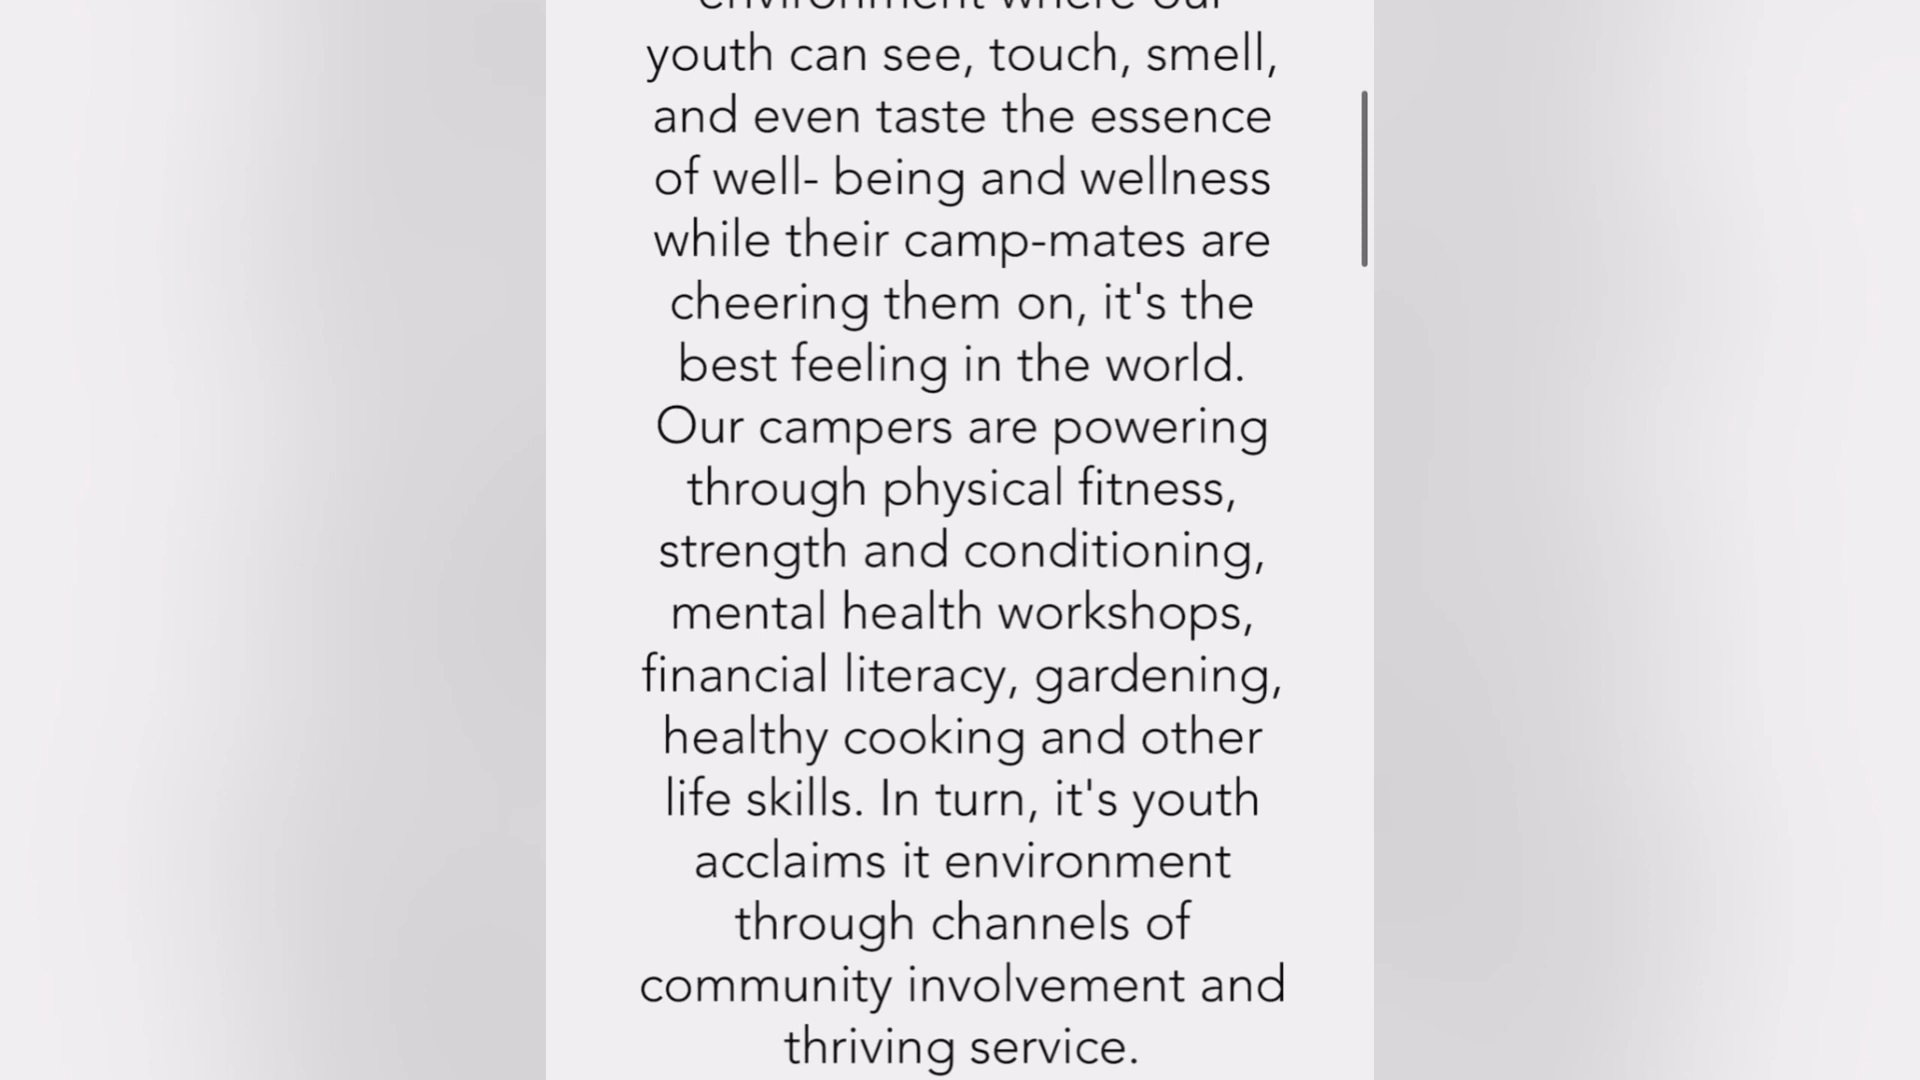 environment where our
youth can see, touch, smell,
and even taste the essence
of well- being and wellness
while their camp-mates are
cheering them on, it's the
best feeling in the world.
Our campers are powering
through physical fitness,
strength and conditioning,
mental health workshops,
financial literacy, gardening,
healthy cooking and other
life skills. In turn, it's youth
acclaims it environment
through channels of
community involvement and
thriving service.